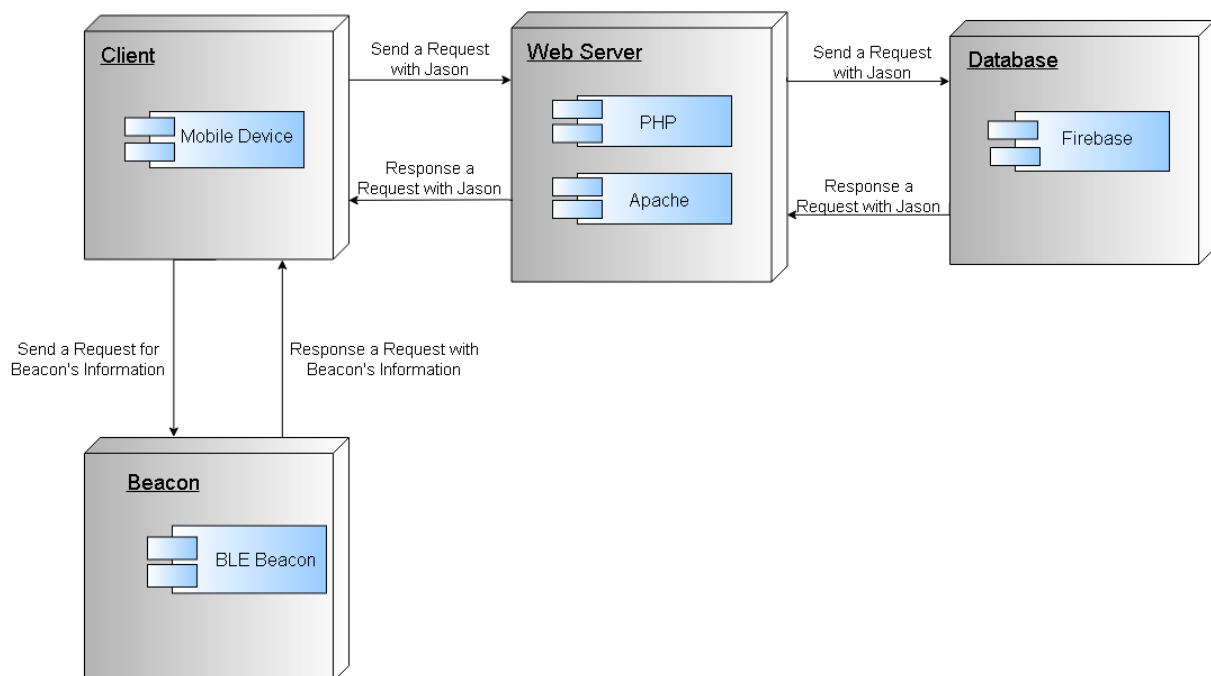 Client
Mobile Device
Send a Request
with Jason
Response a
Request with Jason
Web Server
PHP
Apache
Send a Request
with Jason
Response a
Request with Jason
Database
Firebase
Send a Request for
Beacon's Information
Response a Request with
Beacon's Information
Beacon
BLE Beacon